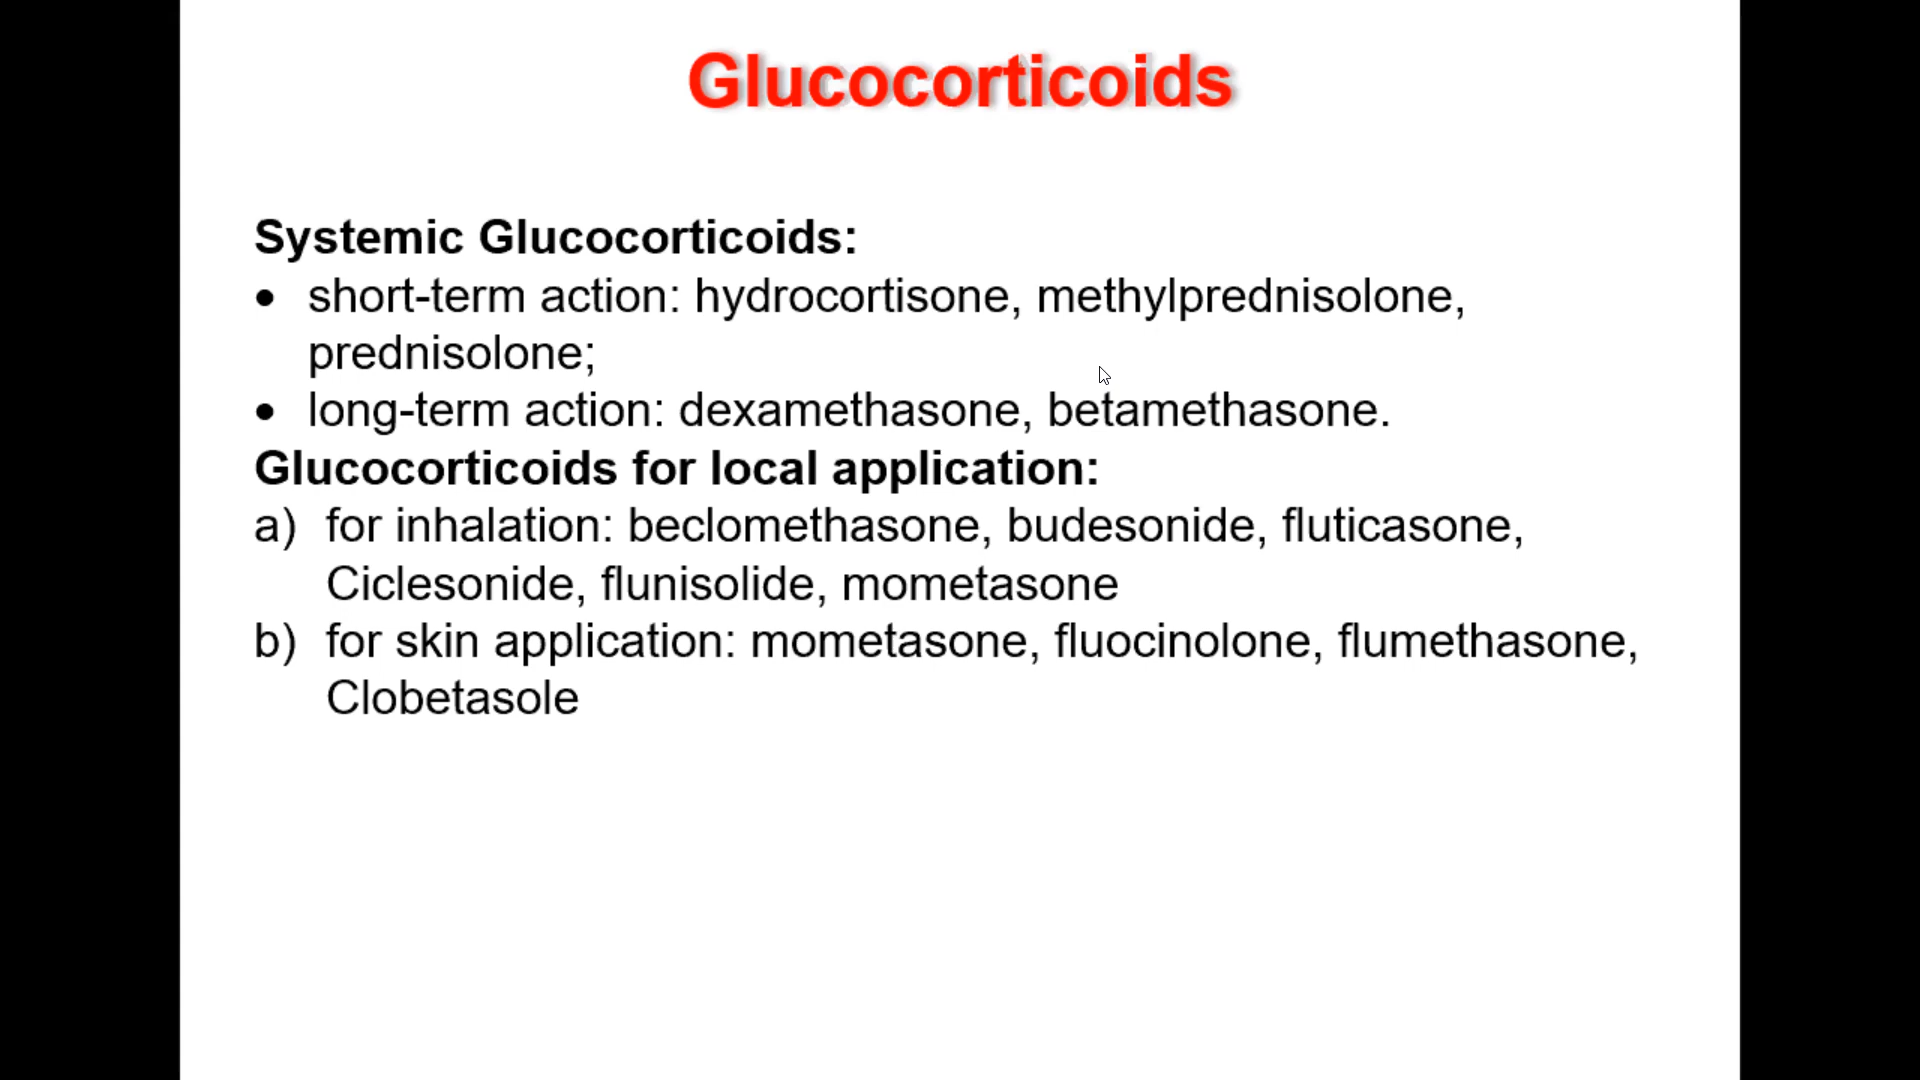 Glucocorticoids
Systemic Glucocorticoids:
• short-term action: hydrocortisone, methylprednisolone,
prednisolone;
• long-term action: dexamethasone, betamethasone.
Glucocorticoids for local application:
a) for inhalation: beclomethasone, budesonide, fluticasone,
Ciclesonide, flunisolide, mometasone
b) for skin application: mometasone, fluocinolone, flumethasone,
Clobetasole